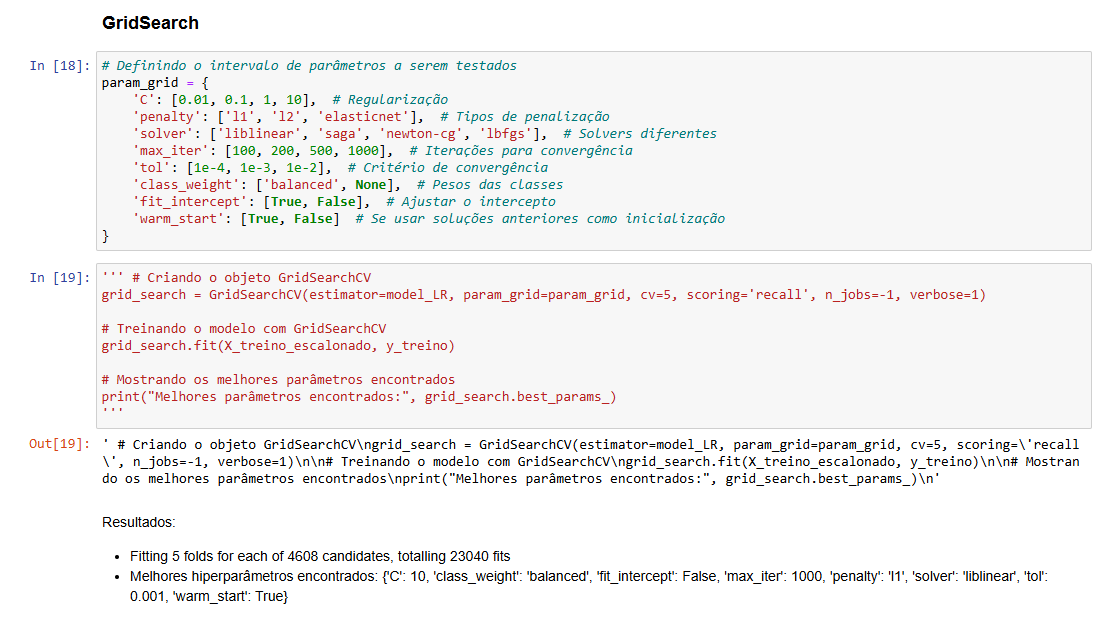 GridSearch
In [18]: # Definindo o intervalo de parâmetros a serem testados
param_grid = {
    'C': [0.01, 0.1, 1, 10],  # Regularização
    'penalty': ['l1', 'l2', 'elasticnet'],  # Tipos de penalização
    'solver': ['liblinear', 'saga', 'newton-cg', 'lbfgs'],  # Solvers diferentes
    'max_iter': [100, 200, 500, 1000],  # Iterações para convergência
    'tol': [1e-4, 1e-3, 1e-2],  # Critério de convergência
    'class_weight': ['balanced', None],  # Pesos das classes
    'fit_intercept': [True, False],  # Ajustar o intercepto
    'warm_start': [True, False]  # Se usar soluções anteriores como inicialização
}
In [19]: ''' # Criando o objeto GridSearchCV
grid_search = GridSearchCV(estimator=model_LR, param_grid=param_grid, cv=5, scoring='recall', n_jobs=-1, verbose=1)
# Treinando o modelo com GridSearchCV
grid_search.fit(X_treino_escalonado, y_treino)
# Mostrando os melhores parâmetros encontrados
print("Melhores parâmetros encontrados:", grid_search.best_params_)
'''
Out[19]: ' # Criando o objeto GridSearchCV\ngrid_search = GridSearchCV(estimator=model_LR, param_grid=param_grid, cv=5, scoring=\'recall
\', n_jobs=-1, verbose=1)\n\n# Treinando o modelo com GridSearchCV\ngrid_search.fit(X_treino_escalonado, y_treino)\n\n# Mostran
do os melhores parâmetros encontrados\nprint("Melhores parâmetros encontrados:", grid_search.best_params_)\n'
Resultados:
• Fitting 5 folds for each of 4608 candidates, totalling 23040 fits
• Melhores hiperparâmetros encontrados: {'C': 10, 'class_weight': 'balanced', 'fit_intercept': False, 'max_iter': 1000, 'penalty': 'l1', 'solver': 'liblinear', 'tol':
0.001, 'warm_start': True}